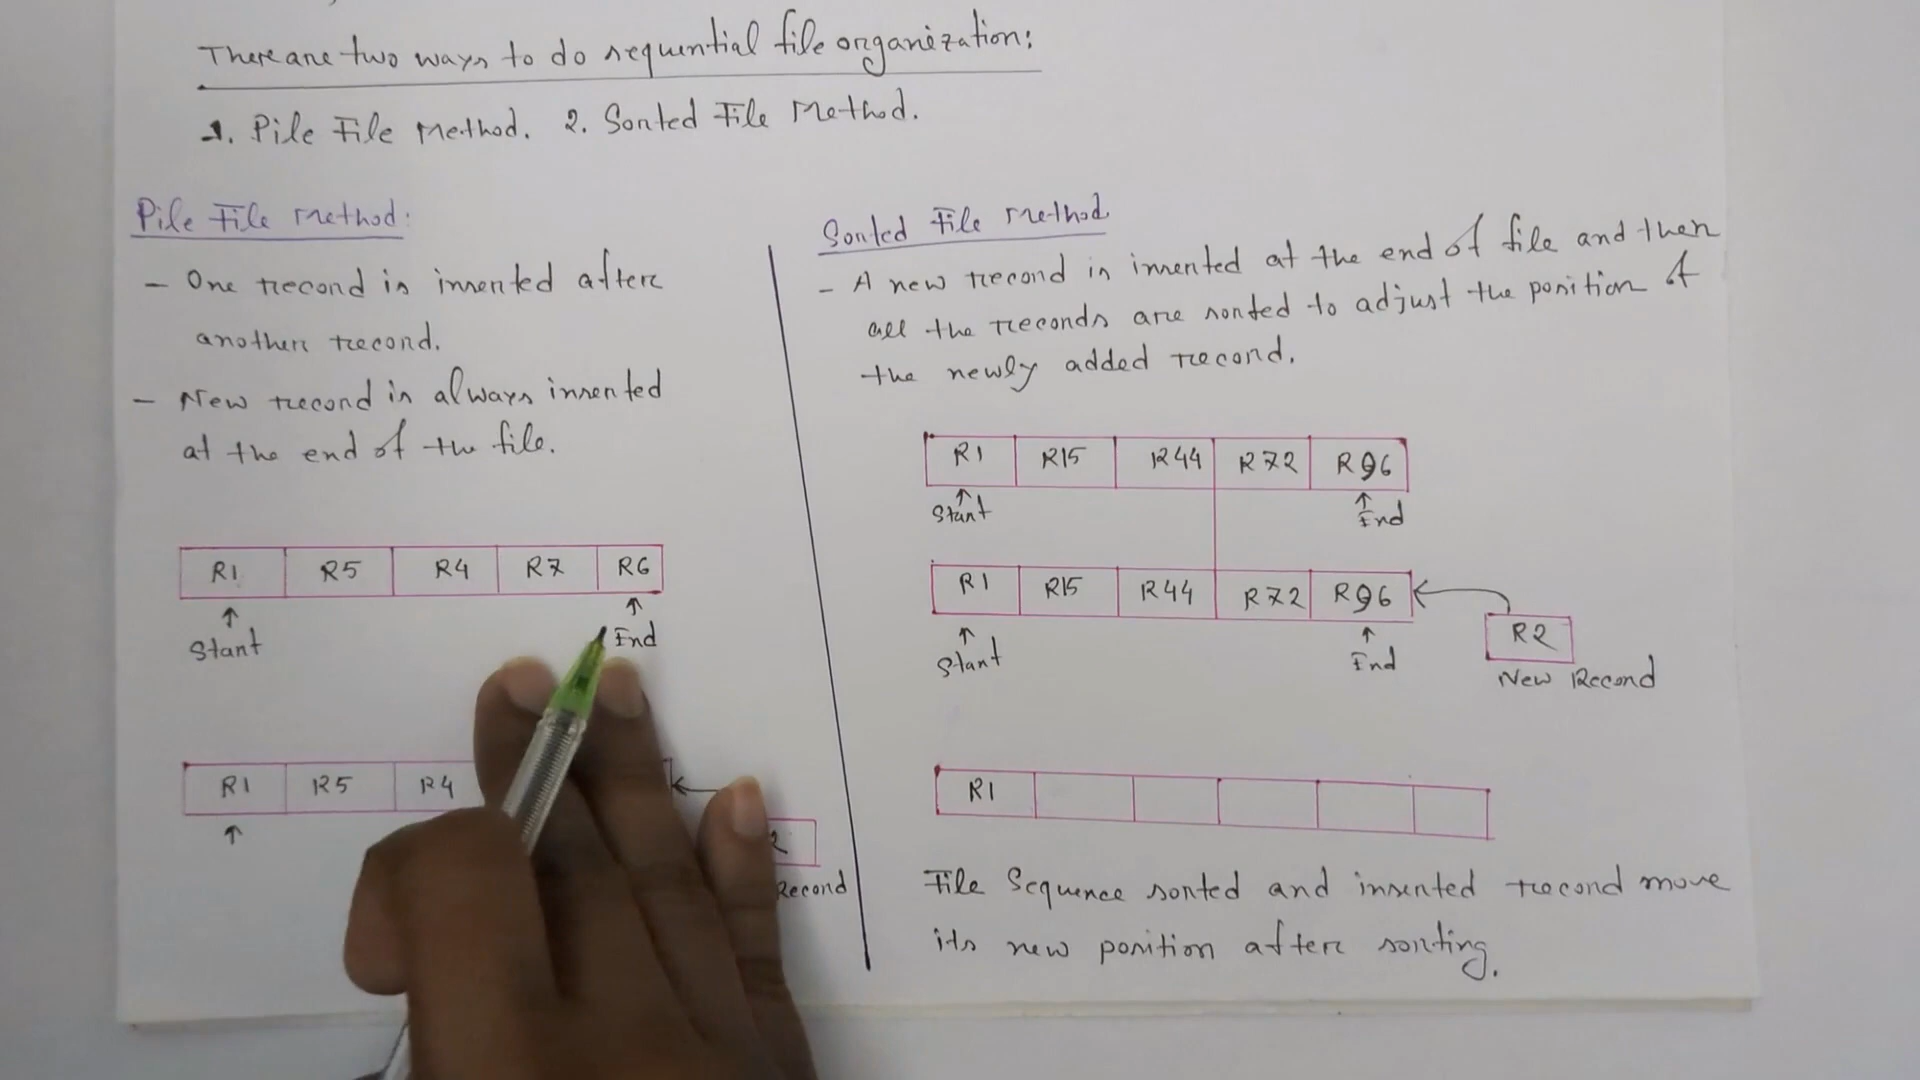 There are two ways to do sequential file organization:
1. Pile File Method. 2. Sorted File Method.
Pile File Method:
- One record is inserted after
another record.
- New record is always inserted
at the end of the file.
R1 R5 R4 R7 R6
↑ ↑
Start End
R1 R5 R4
↑
2
Record
Sorted File Method
- A new record is inserted at the end of file and then
all the records are sorted to adjust the position of
the newly added record.
R1 R15 R44 R72 R96
↑ ↑
Start End
R1 R15 R44 R72 R96
R2
↑ ↑
Start End
New Record
R1
File Sequence sorted and inserted record move
its new position after sorting.